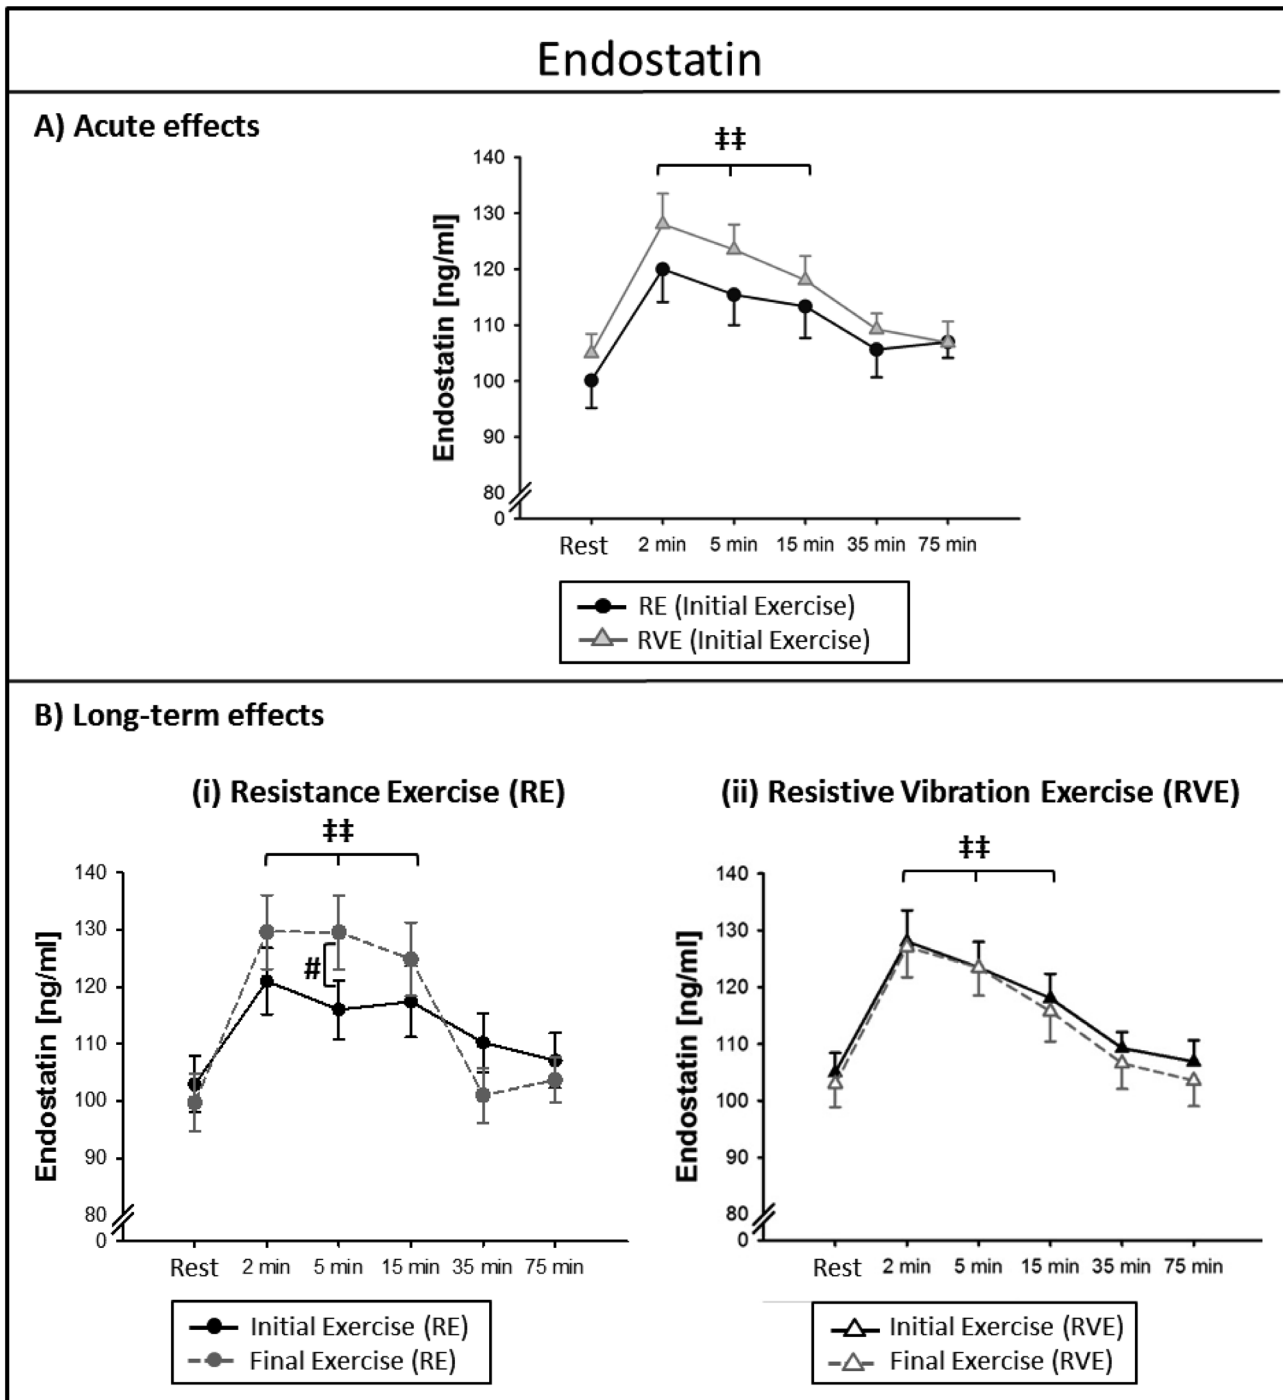 Endostatin
A) Acute effects
‡‡
Endostatin [ng/ml]
140
130
120
110
100
90
80
0
Rest 2 min 5 min 15 min 35 min 75 min
RE (Initial Exercise)
RVE (Initial Exercise)
B) Long-term effects
(i) Resistance Exercise (RE)
‡‡
Endostatin [ng/ml]
140
130
120
110
100
90
80
0
#
Rest 2 min 5 min 15 min 35 min 75 min
Initial Exercise (RE)
Final Exercise (RE)
(ii) Resistive Vibration Exercise (RVE)
‡‡
Endostatin [ng/ml]
140
130
120
110
100
90
80
0
Rest 2 min 5 min 15 min 35 min 75 min
Initial Exercise (RVE)
Final Exercise (RVE)